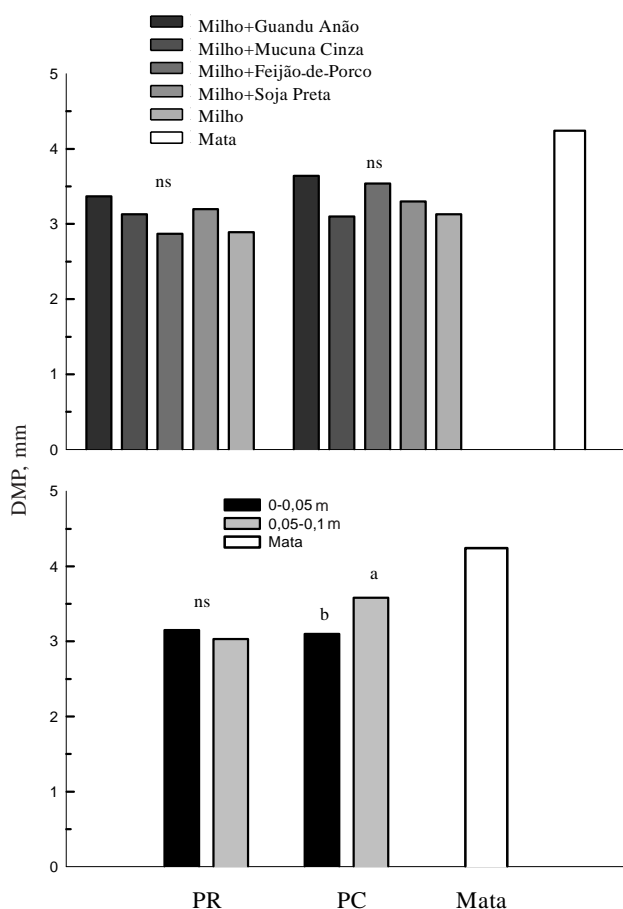 Milho+Guandu Anão
Milho+Mucuna Cinza
Milho+Feijão-de-Porco
Milho+Soja Preta
Milho
Mata
5
4
3
2
1
0
ns
ns
DMP, mm
5
4
3
2
1
0
0-0,05 m
0,05-0,1 m
Mata
ns
b
a
PR PC Mata